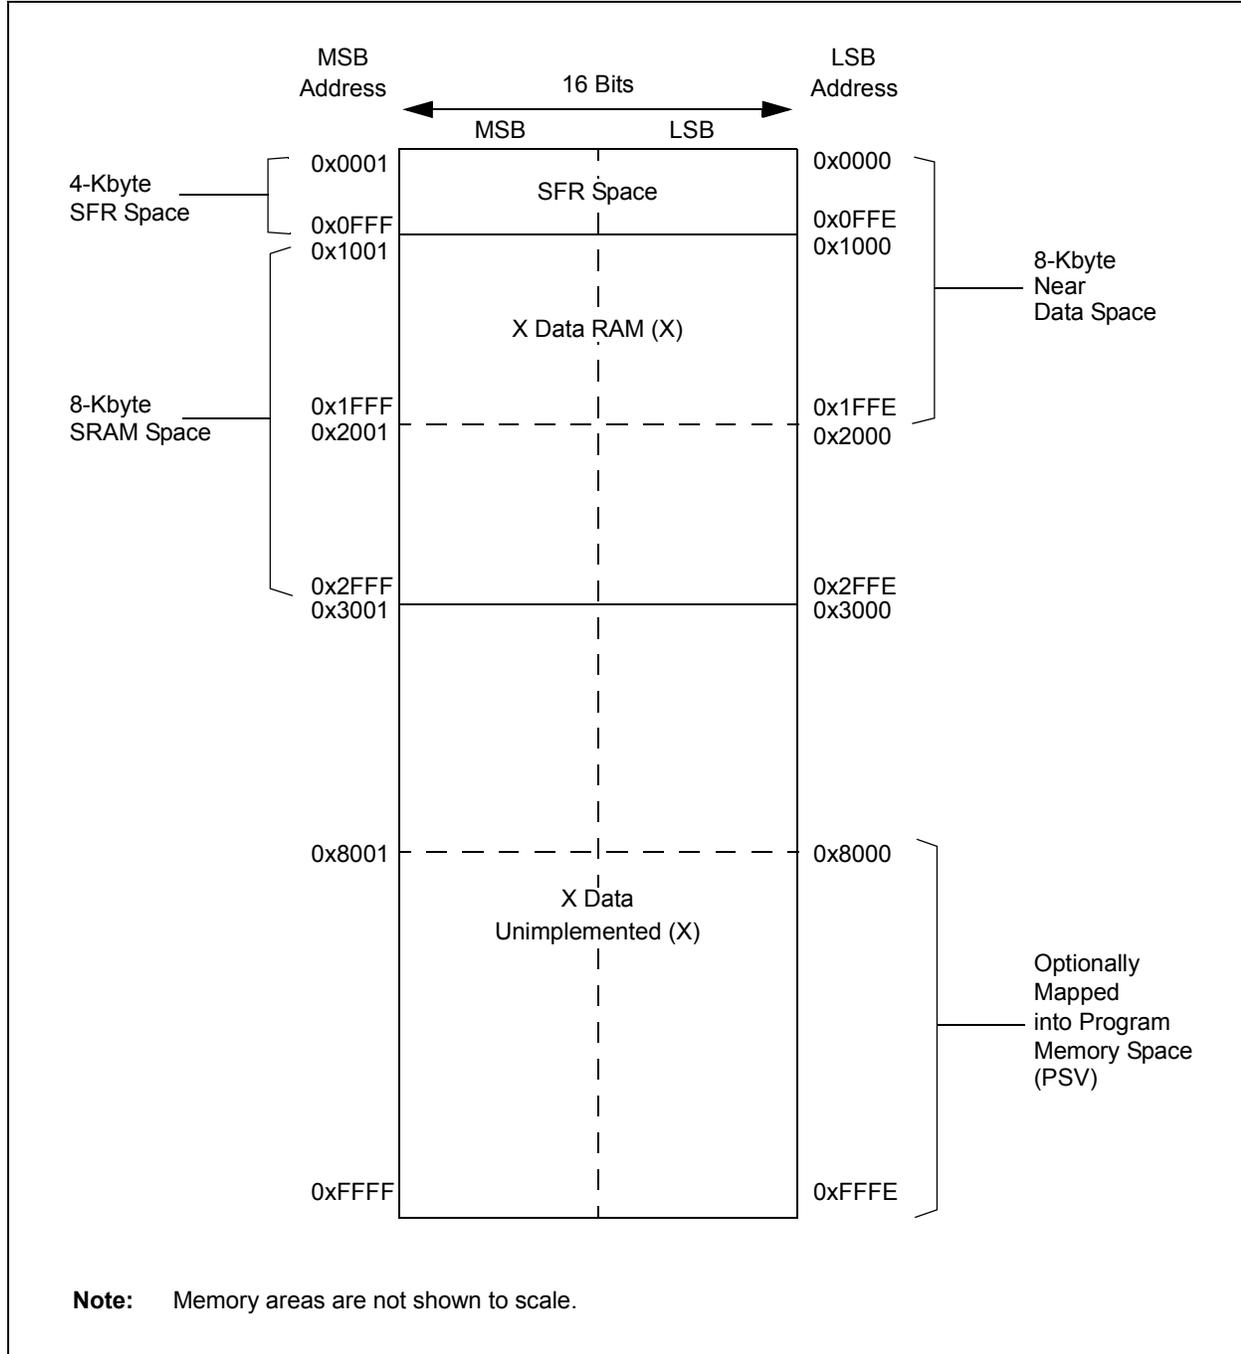 MSB
Address
16 Bits
LSB
Address
MSB
LSB
0x0001
0x0000
4-Kbyte
SFR Space
SFR Space
0x0FFF
0x0FFE
0x1001
0x1000
8-Kbyte
Near
Data Space
X Data RAM (X)
8-Kbyte
SRAM Space
0x1FFF
0x1FFE
0x2001
0x2000
0x2FFF
0x2FFE
0x3001
0x3000
0x8001
0x8000
X Data
Unimplemented (X)
Optionally
Mapped
into Program
Memory Space
(PSV)
0xFFFF
0xFFFE
Note: Memory areas are not shown to scale.